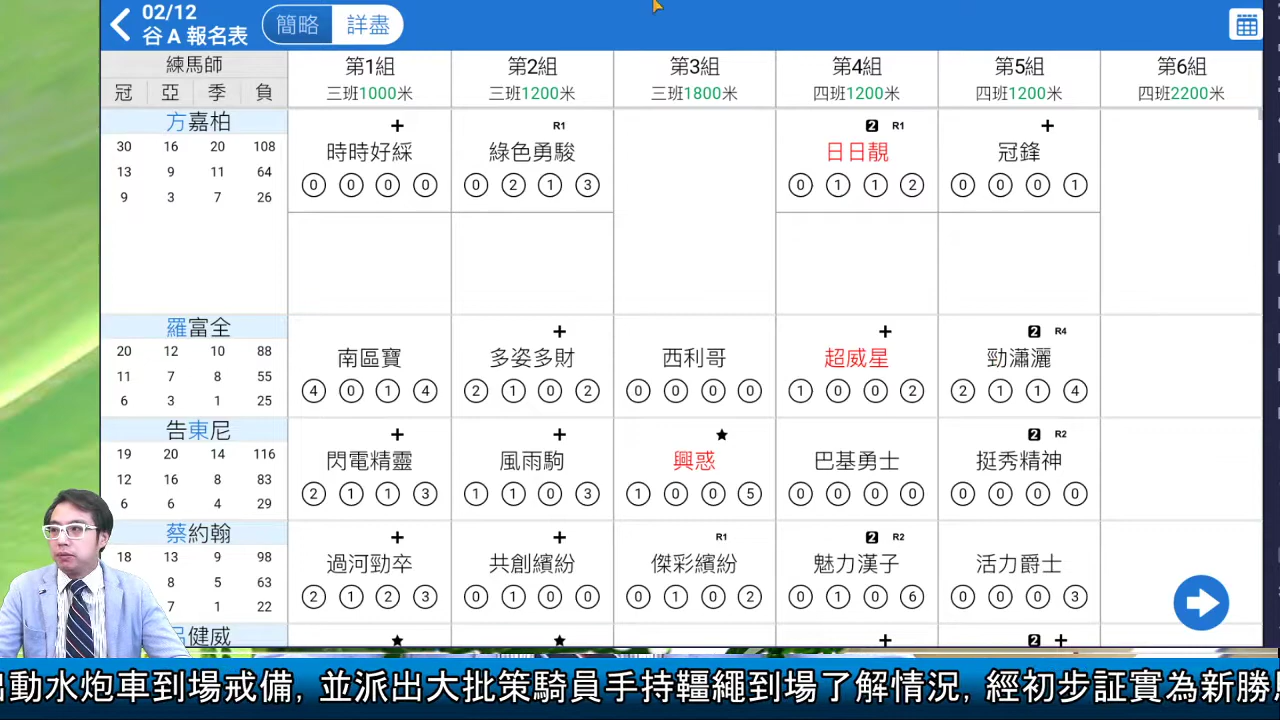 02/12
谷 A 報名表
簡略 詳盡
練馬師 第1組 第2組 第3組 第4組 第5組 第6組
冠 亞 季 負 三班1000米 三班1200米 三班1800米 四班1200米 四班1200米 四班2200米
方嘉柏 + R1 2 R1 +
30 16 20 108 時時好綵 綠色勇駿 日日靚 冠鋒
13 9 11 64 0 0 0 0 0 2 1 3 0 1 1 2 0 0 0 1
9 3 7 26
羅富全 + + 2 R4
20 12 10 88 南區寶 多姿多財 西利哥 超威星 勁瀟灑
11 7 8 55 4 0 1 4 2 1 0 2 0 0 0 0 1 0 0 2 2 1 1 4
6 3 1 25
告東尼 + + ★ 2 R2
19 20 14 116 閃電精靈 風雨駒 興惑 巴基勇士 挺秀精神
12 16 8 83 2 1 1 3 1 1 0 3 1 0 0 5 0 0 0 0 0 0 0 0
6 6 4 29
蔡約翰 + + R1 2 R2
18 13 9 98 過河勁卒 共創繽紛 傑彩繽紛 魅力漢子 活力爵士
8 5 63 2 1 2 3 0 1 0 0 0 1 0 2 0 1 0 6 0 0 0 3
7 1 22
健威 ★ ★ + 2 +
動水炮車到場戒備, 並派出大批策騎員手持韁繩到場了解情況, 經初步証實為新勝